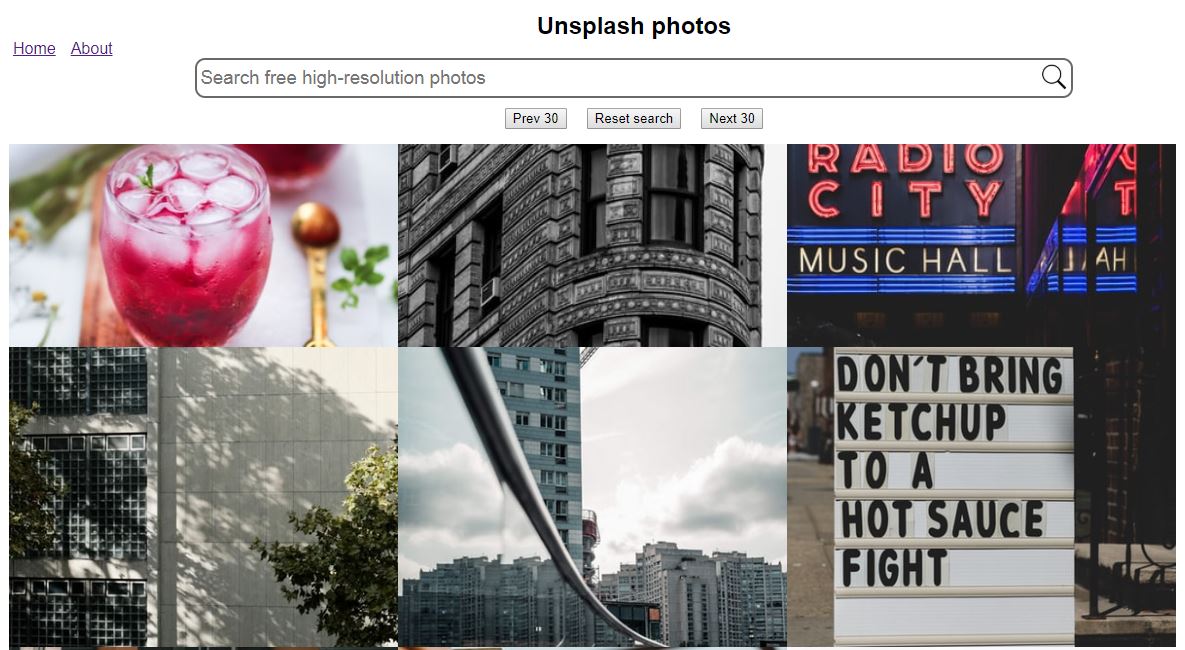 Unsplash photos
Home About
Search free high-resolution photos
Prev 30 Reset search Next 30
RADIO
CITY
MUSIC HALL
DON'T BRING
KETCHUP
TO A
HOT SAUCE
FIGHT